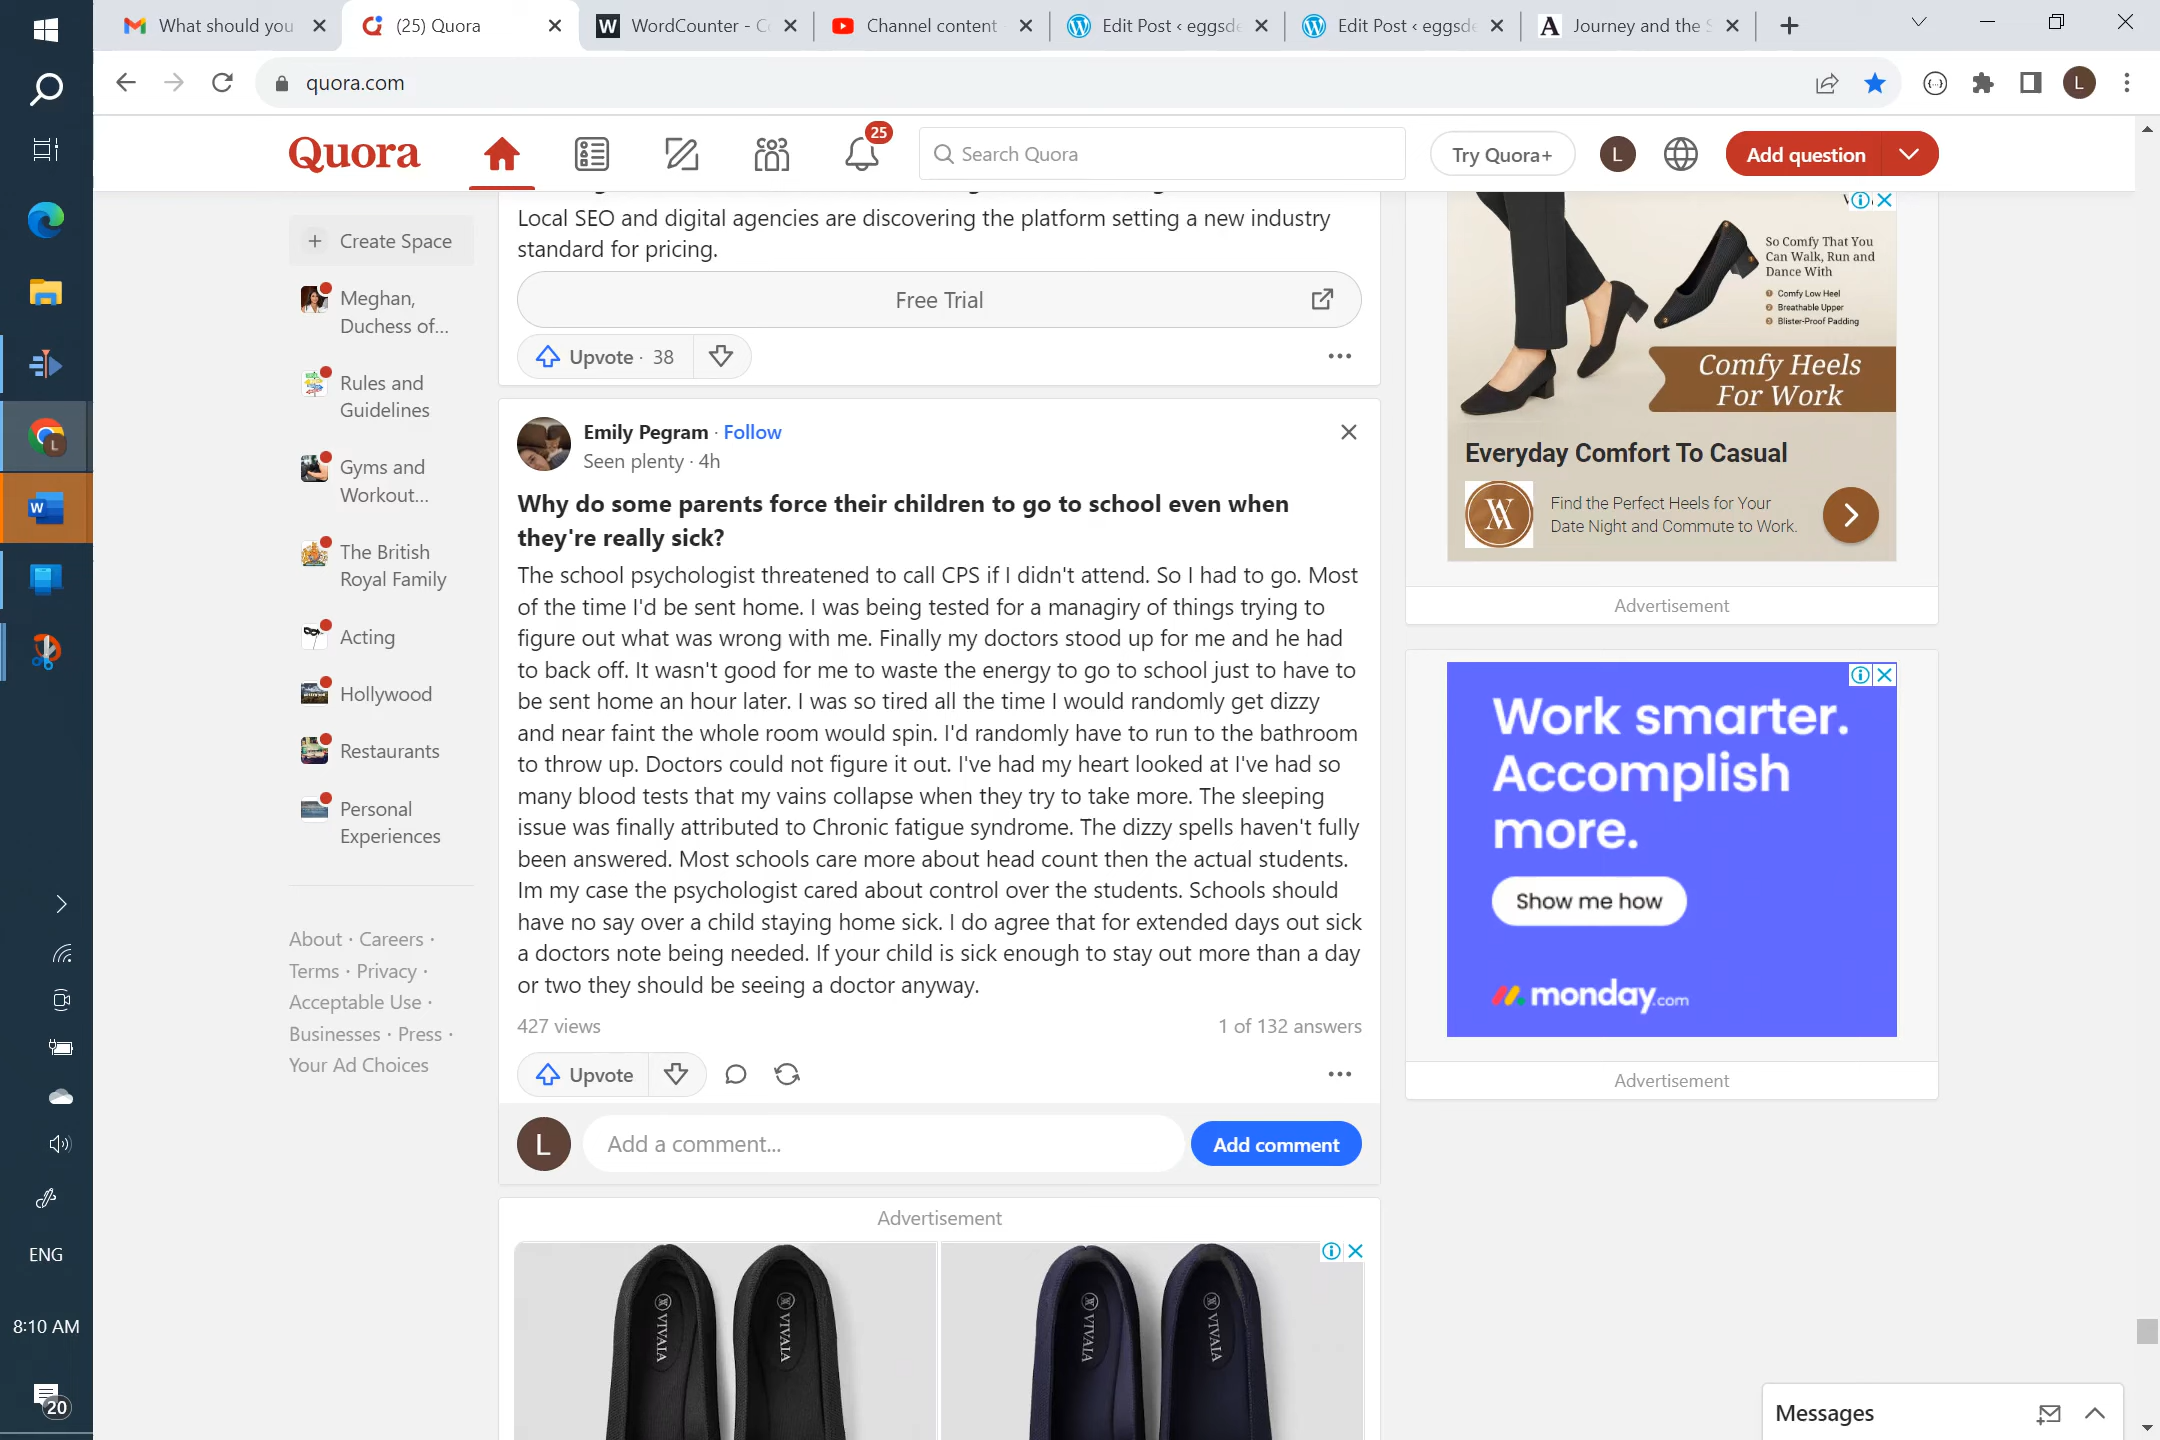 What should you
(25) Quora
WordCounter - C
Channel content
Edit Post ‹ eggsde
Edit Post ‹ eggsde
Journey and the S
quora.com
L
Quora
25
Search Quora
Try Quora+
L
Add question
Create Space
Meghan,
Duchess of...
Rules and
Guidelines
Gyms and
Workout...
The British
Royal Family
Acting
Hollywood
Restaurants
Personal
Experiences
About · Careers ·
Terms · Privacy ·
Acceptable Use ·
Businesses · Press ·
Your Ad Choices
Local SEO and digital agencies are discovering the platform setting a new industry
standard for pricing.
Free Trial
Upvote · 38
Emily Pegram · Follow
Seen plenty · 4h
Why do some parents force their children to go to school even when
they're really sick?
The school psychologist threatened to call CPS if I didn't attend. So I had to go. Most
of the time I'd be sent home. I was being tested for a managiry of things trying to
figure out what was wrong with me. Finally my doctors stood up for me and he had
to back off. It wasn't good for me to waste the energy to go to school just to have to
be sent home an hour later. I was so tired all the time I would randomly get dizzy
and near faint the whole room would spin. I'd randomly have to run to the bathroom
to throw up. Doctors could not figure it out. I've had my heart looked at I've had so
many blood tests that my vains collapse when they try to take more. The sleeping
issue was finally attributed to Chronic fatigue syndrome. The dizzy spells haven't fully
been answered. Most schools care more about head count then the actual students.
Im my case the psychologist cared about control over the students. Schools should
have no say over a child staying home sick. I do agree that for extended days out sick
a doctors note being needed. If your child is sick enough to stay out more than a day
or two they should be seeing a doctor anyway.
427 views
1 of 132 answers
Upvote
L
Add a comment...
Add comment
Advertisement
VIVAIA
VIVAIA
VIVAIA
VIVAIA
So Comfy That You
Can Walk, Run and
Dance With
Comfy Low Heel
Breathable Upper
Blister-Proof Padding
Comfy Heels
For Work
Everyday Comfort To Casual
Find the Perfect Heels for Your
Date Night and Commute to Work.
Advertisement
Work smarter.
Accomplish
more.
Show me how
monday.com
Advertisement
Messages
L
W
ENG
8:10 AM
20